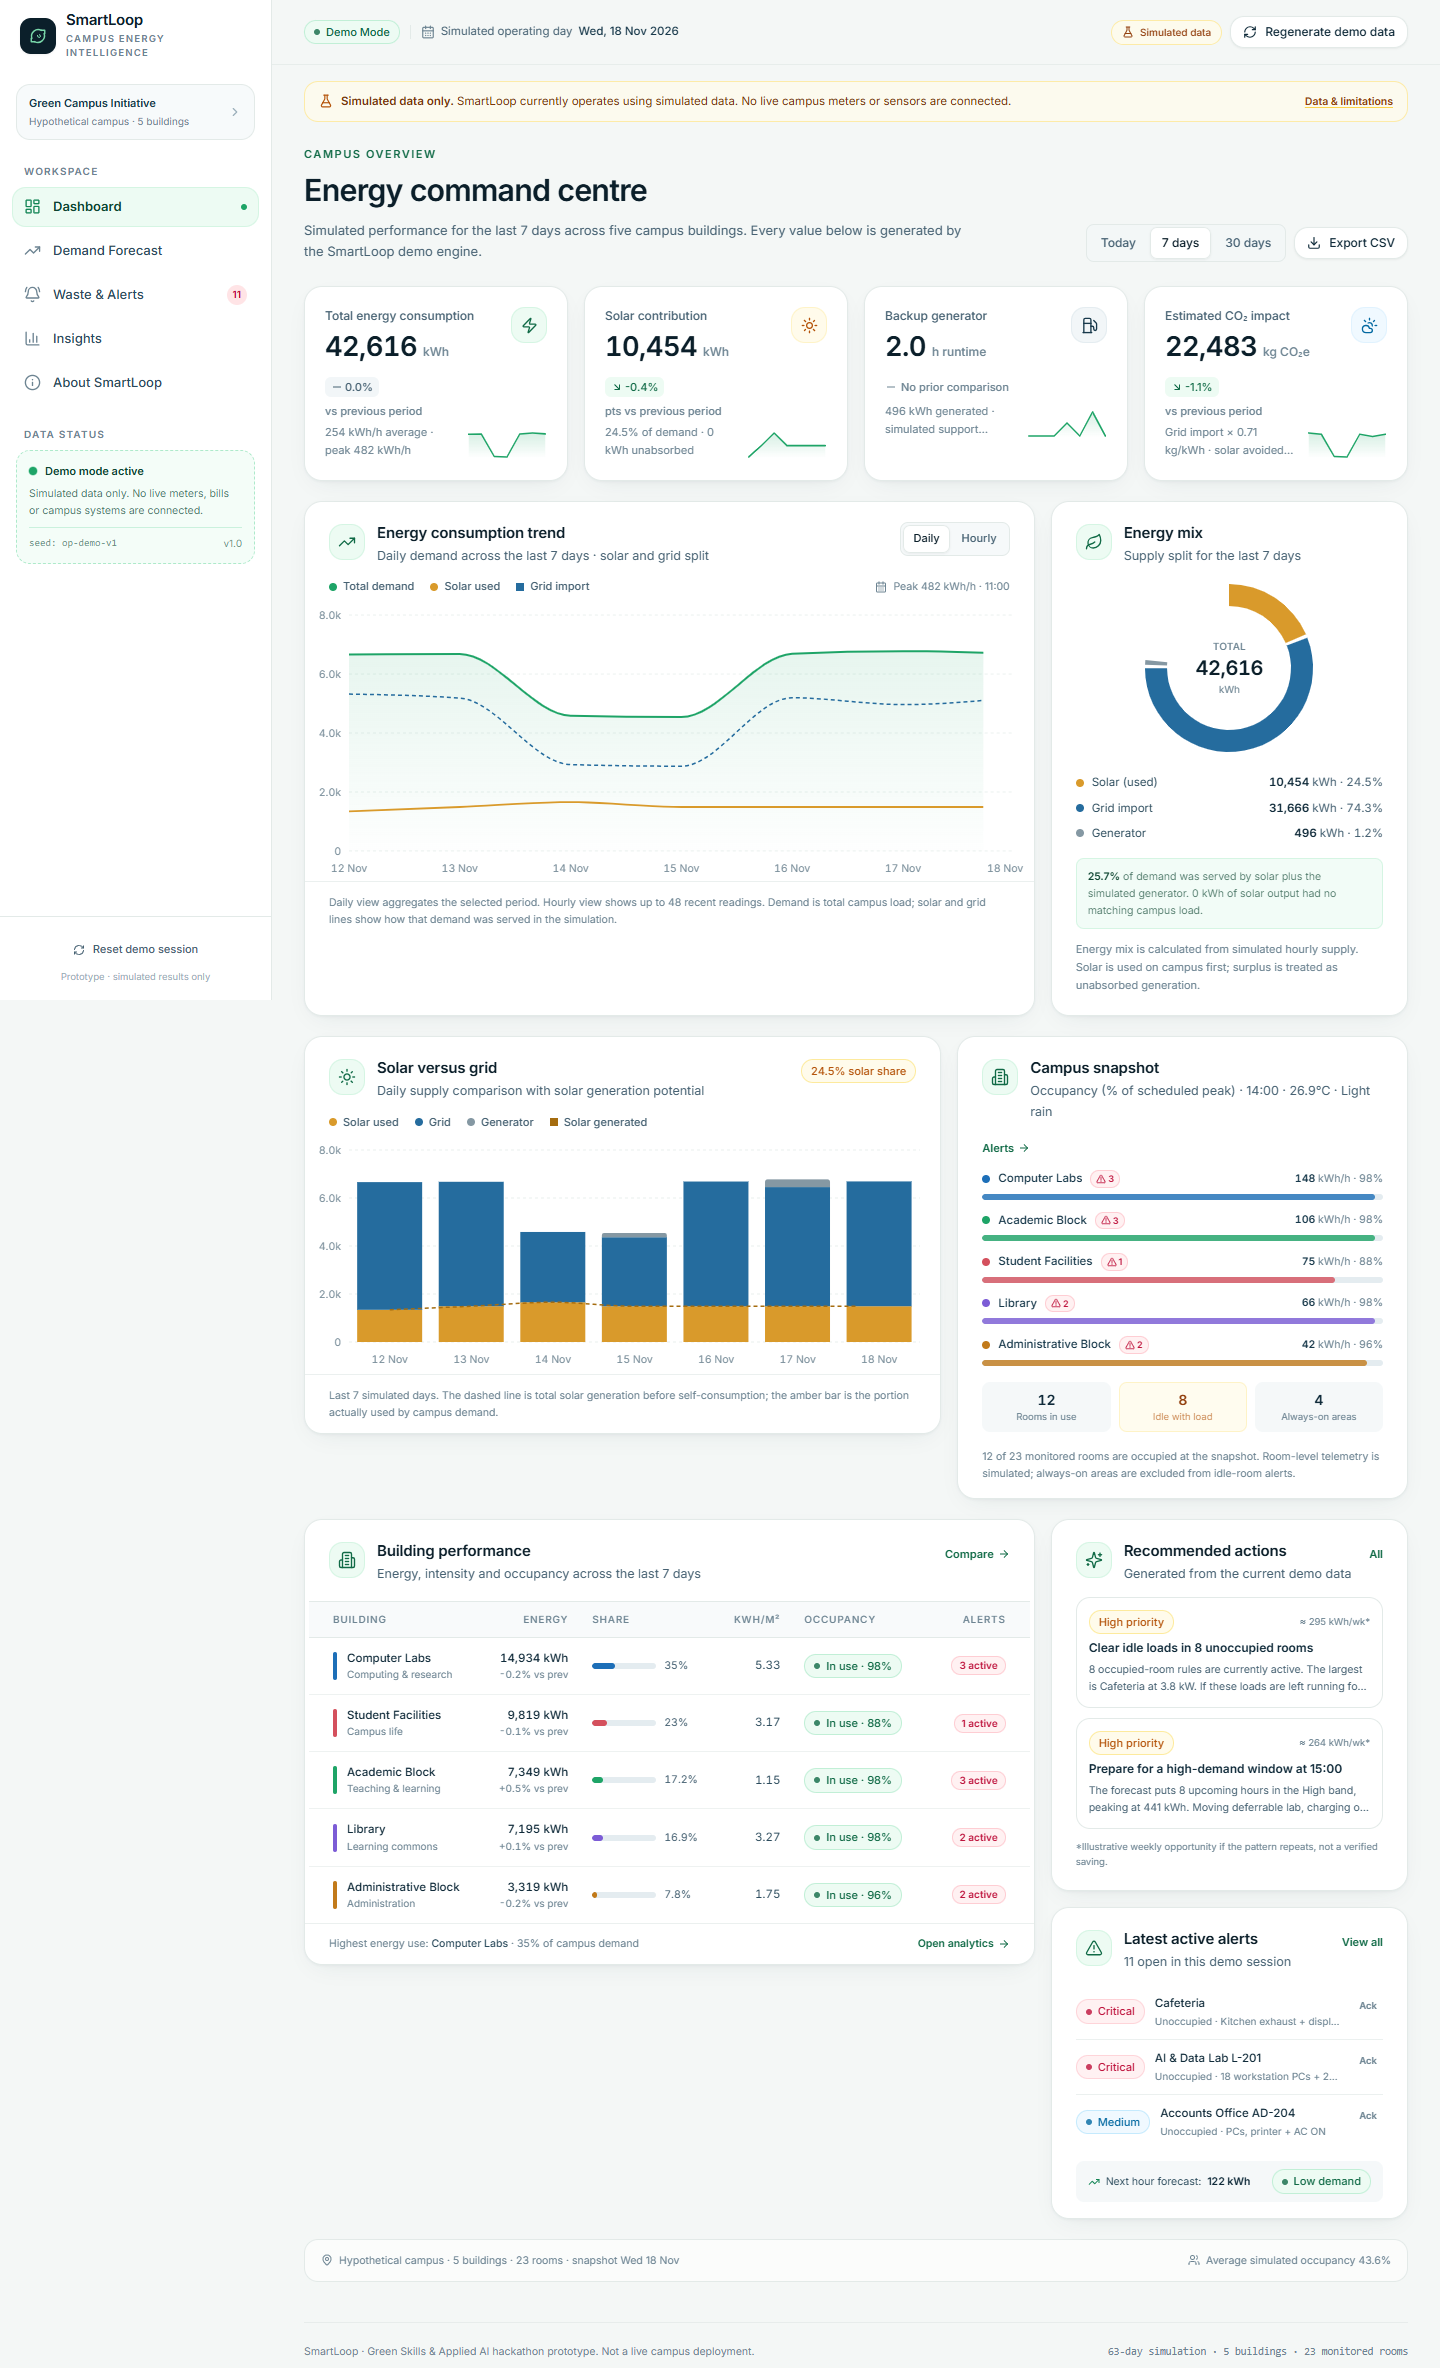 SmartLoop
CAMPUS ENERGY
INTELLIGENCE
Green Campus Initiative
Hypothetical campus · 5 buildings
WORKSPACE
Dashboard
Demand Forecast
Waste & Alerts
11
Insights
About SmartLoop
DATA STATUS
Demo mode active
Simulated data only. No live meters, bills
or campus systems are connected.
seed: op-demo-v1
v1.0
Reset demo session
Prototype · simulated results only
Demo Mode
Simulated operating day Wed, 18 Nov 2026
Simulated data
Regenerate demo data
Simulated data only. SmartLoop currently operates using simulated data. No live campus meters or sensors are connected.
Data & limitations
CAMPUS OVERVIEW
Energy command centre
Simulated performance for the last 7 days across five campus buildings. Every value below is generated by
the SmartLoop demo engine.
Today
7 days
30 days
Export CSV
Total energy consumption
42,616 kWh
0.0%
vs previous period
254 kWh/h average ·
peak 482 kWh/h
Solar contribution
10,454 kWh
-0.4%
pts vs previous period
24.5% of demand · 0
kWh unabsorbed
Backup generator
2.0 h runtime
No prior comparison
496 kWh generated ·
simulated support...
Estimated CO₂ impact
22,483 kg CO₂e
-1.1%
vs previous period
Grid import × 0.71
kg/kWh · solar avoided...
Energy consumption trend
Daily demand across the last 7 days · solar and grid split
Daily
Hourly
Total demand
Solar used
Grid import
Peak 482 kWh/h · 11:00
8.0k
6.0k
4.0k
2.0k
0
12 Nov
13 Nov
14 Nov
15 Nov
16 Nov
17 Nov
18 Nov
Daily view aggregates the selected period. Hourly view shows up to 48 recent readings. Demand is total campus load; solar and grid
lines show how that demand was served in the simulation.
Energy mix
Supply split for the last 7 days
TOTAL
42,616
kWh
Solar (used)
10,454 kWh · 24.5%
Grid import
31,666 kWh · 74.3%
Generator
496 kWh · 1.2%
25.7% of demand was served by solar plus the
simulated generator. 0 kWh of solar output had no
matching campus load.
Energy mix is calculated from simulated hourly supply.
Solar is used on campus first; surplus is treated as
unabsorbed generation.
Solar versus grid
Daily supply comparison with solar generation potential
24.5% solar share
Solar used
Grid
Generator
Solar generated
8.0k
6.0k
4.0k
2.0k
0
12 Nov
13 Nov
14 Nov
15 Nov
16 Nov
17 Nov
18 Nov
Last 7 simulated days. The dashed line is total solar generation before self-consumption; the amber bar is the portion
actually used by campus demand.
Campus snapshot
Occupancy (% of scheduled peak) · 14:00 · 26.9°C · Light
rain
Alerts →
Computer Labs
3
148 kWh/h · 98%
Academic Block
3
106 kWh/h · 98%
Student Facilities
1
75 kWh/h · 88%
Library
2
66 kWh/h · 98%
Administrative Block
2
42 kWh/h · 96%
12
Rooms in use
8
Idle with load
4
Always-on areas
12 of 23 monitored rooms are occupied at the snapshot. Room-level telemetry is
simulated; always-on areas are excluded from idle-room alerts.
Building performance
Energy, intensity and occupancy across the last 7 days
Compare →
BUILDING
ENERGY
SHARE
KWH/M²
OCCUPANCY
ALERTS
Computer Labs
Computing & research
14,934 kWh
-0.2% vs prev
35%
5.33
In use · 98%
3 active
Student Facilities
Campus life
9,819 kWh
-0.1% vs prev
23%
3.17
In use · 88%
1 active
Academic Block
Teaching & learning
7,349 kWh
+0.5% vs prev
17.2%
1.15
In use · 98%
3 active
Library
Learning commons
7,195 kWh
+0.1% vs prev
16.9%
3.27
In use · 98%
2 active
Administrative Block
Administration
3,319 kWh
-0.2% vs prev
7.8%
1.75
In use · 96%
2 active
Highest energy use: Computer Labs · 35% of campus demand
Open analytics →
Recommended actions
Generated from the current demo data
All
High priority
≈ 295 kWh/wk*
Clear idle loads in 8 unoccupied rooms
8 occupied-room rules are currently active. The largest
is Cafeteria at 3.8 kW. If these loads are left running fo...
High priority
≈ 264 kWh/wk*
Prepare for a high-demand window at 15:00
The forecast puts 8 upcoming hours in the High band,
peaking at 441 kWh. Moving deferrable lab, charging o...
*Illustrative weekly opportunity if the pattern repeats, not a verified
saving.
Latest active alerts
11 open in this demo session
View all
Critical
Cafeteria
Unoccupied · Kitchen exhaust + displ...
Ack
Critical
AI & Data Lab L-201
Unoccupied · 18 workstation PCs + 2...
Ack
Medium
Accounts Office AD-204
Unoccupied · PCs, printer + AC ON
Ack
Next hour forecast: 122 kWh
Low demand
Hypothetical campus · 5 buildings · 23 rooms · snapshot Wed 18 Nov
Average simulated occupancy 43.6%
SmartLoop · Green Skills & Applied AI hackathon prototype. Not a live campus deployment.
63-day simulation · 5 buildings · 23 monitored rooms